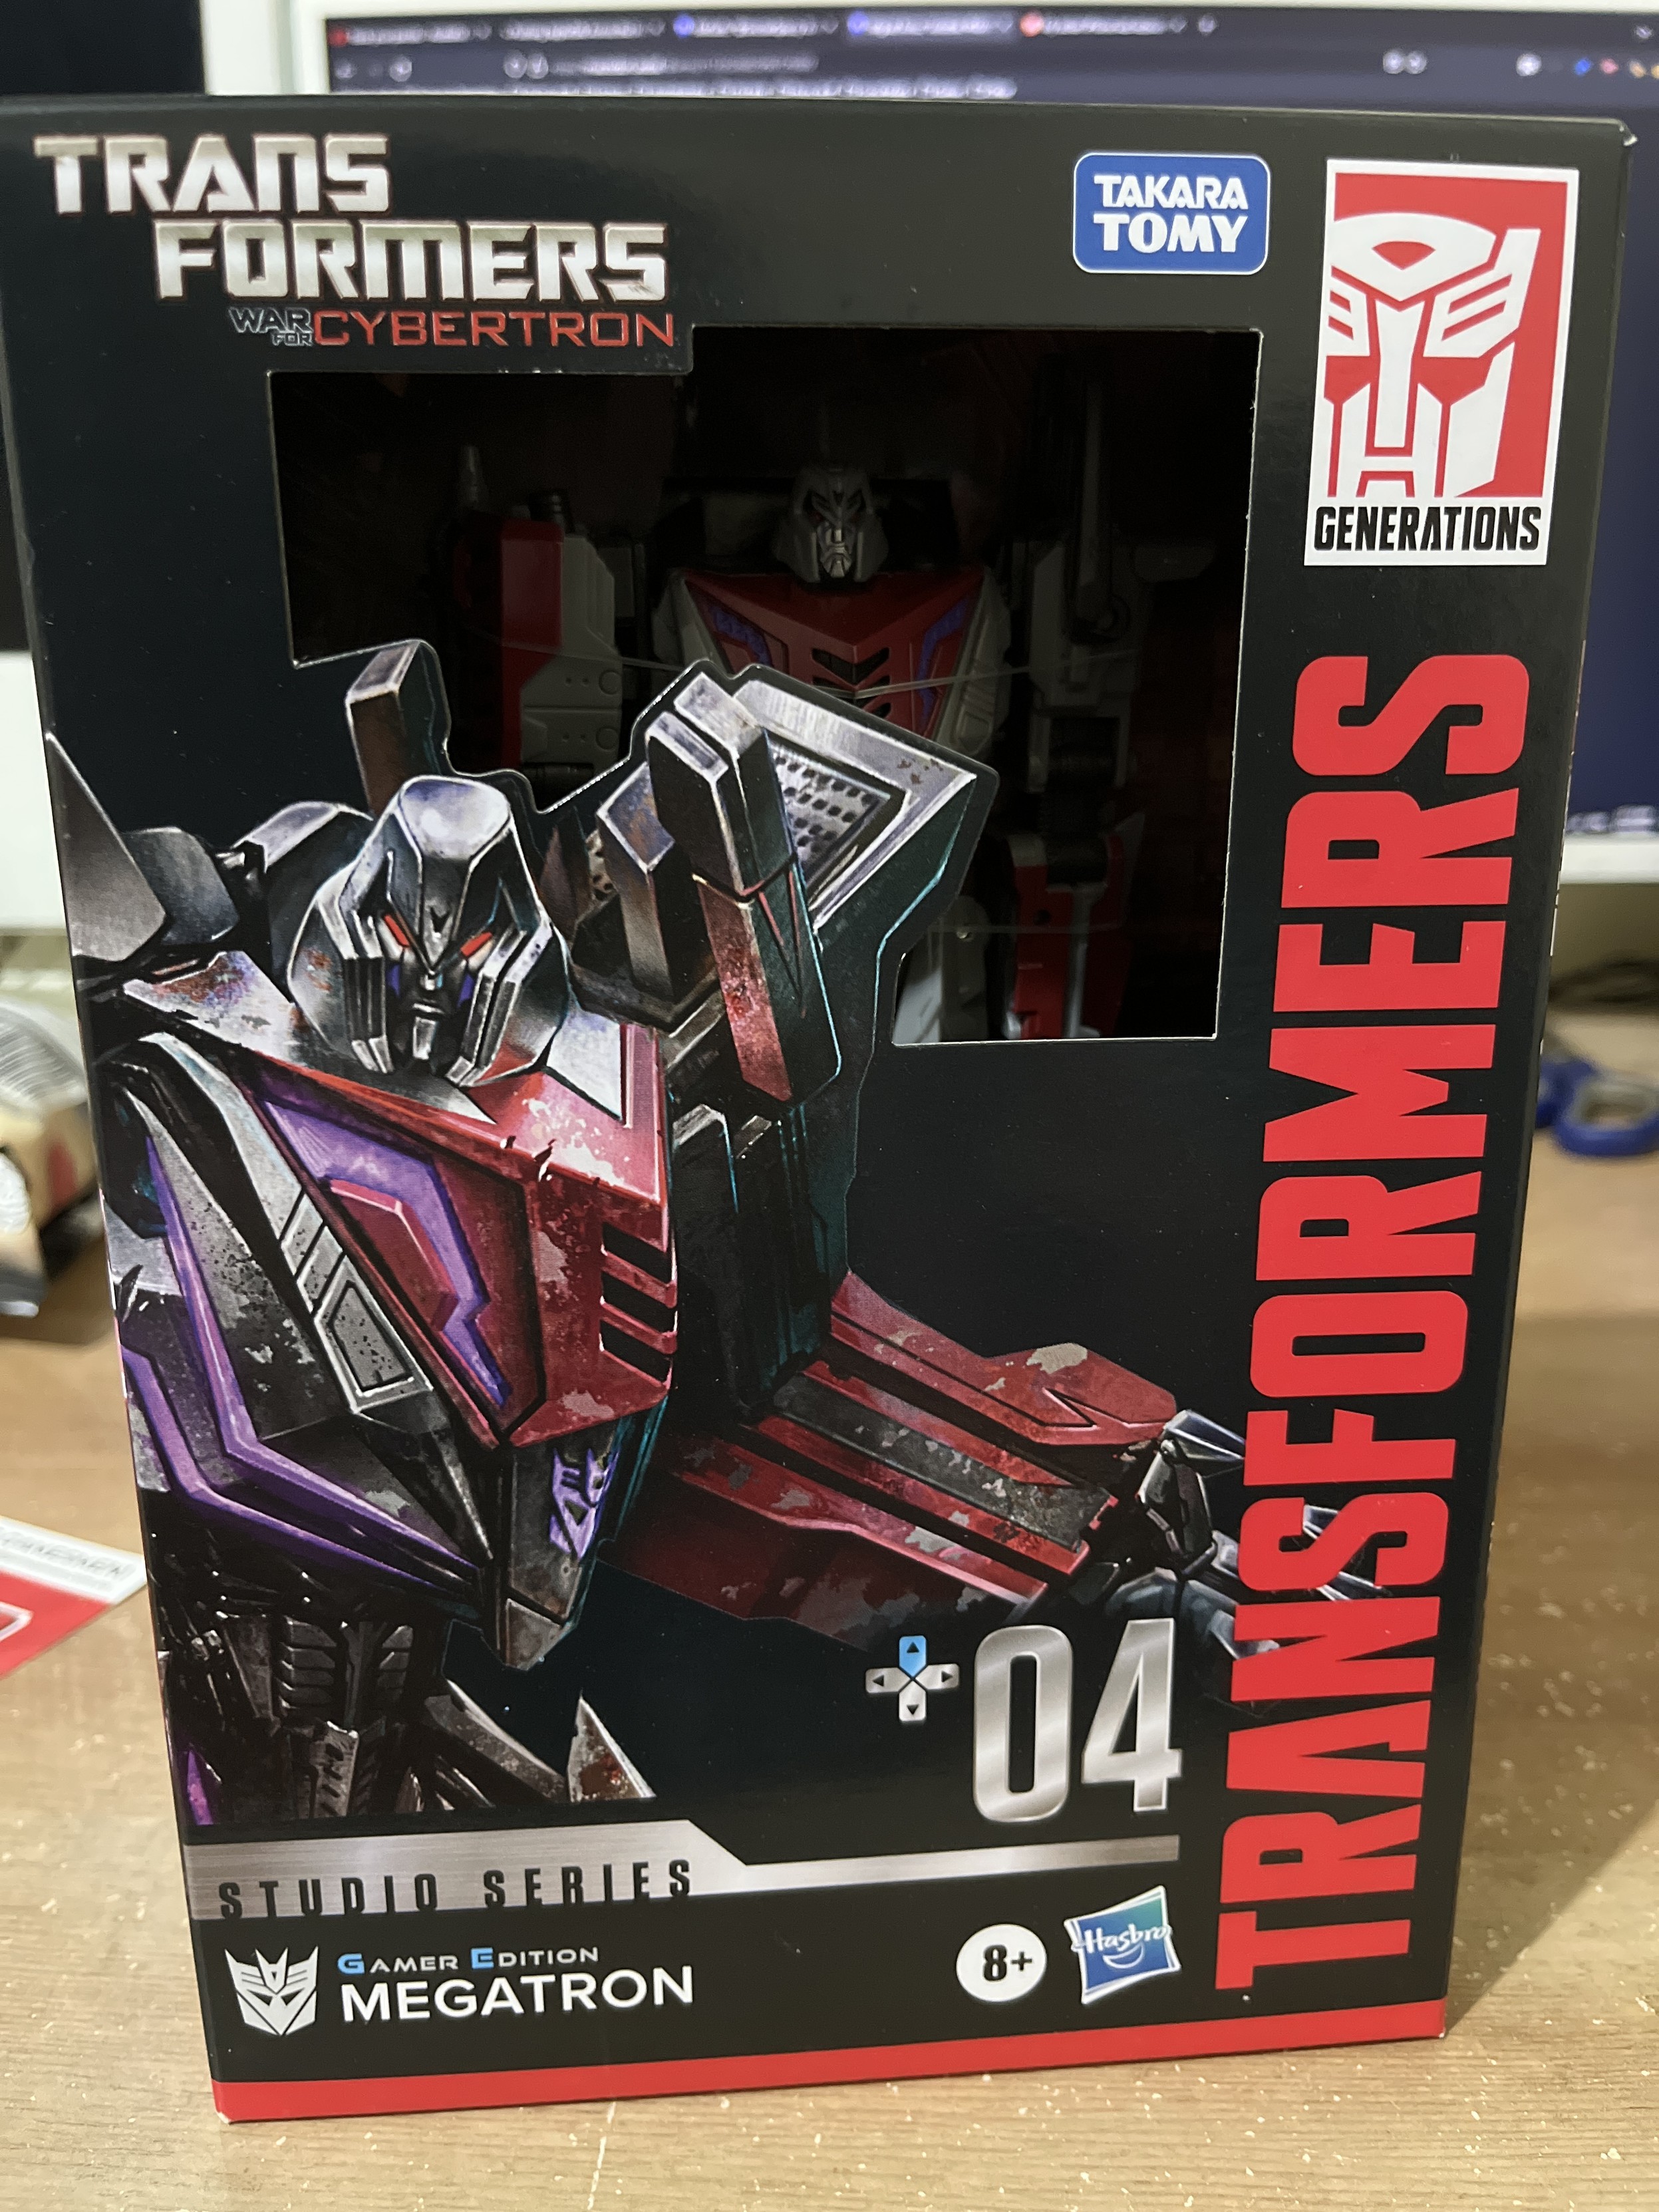 TRANS
FORMERS
WAR
FOR
CYBERTRON
TAKARA
TOMY
GENERATIONS
TRANSFORMERS
04
STUDIO SERIES
GAMER EDITION
MEGATRON
8+
Hasbro